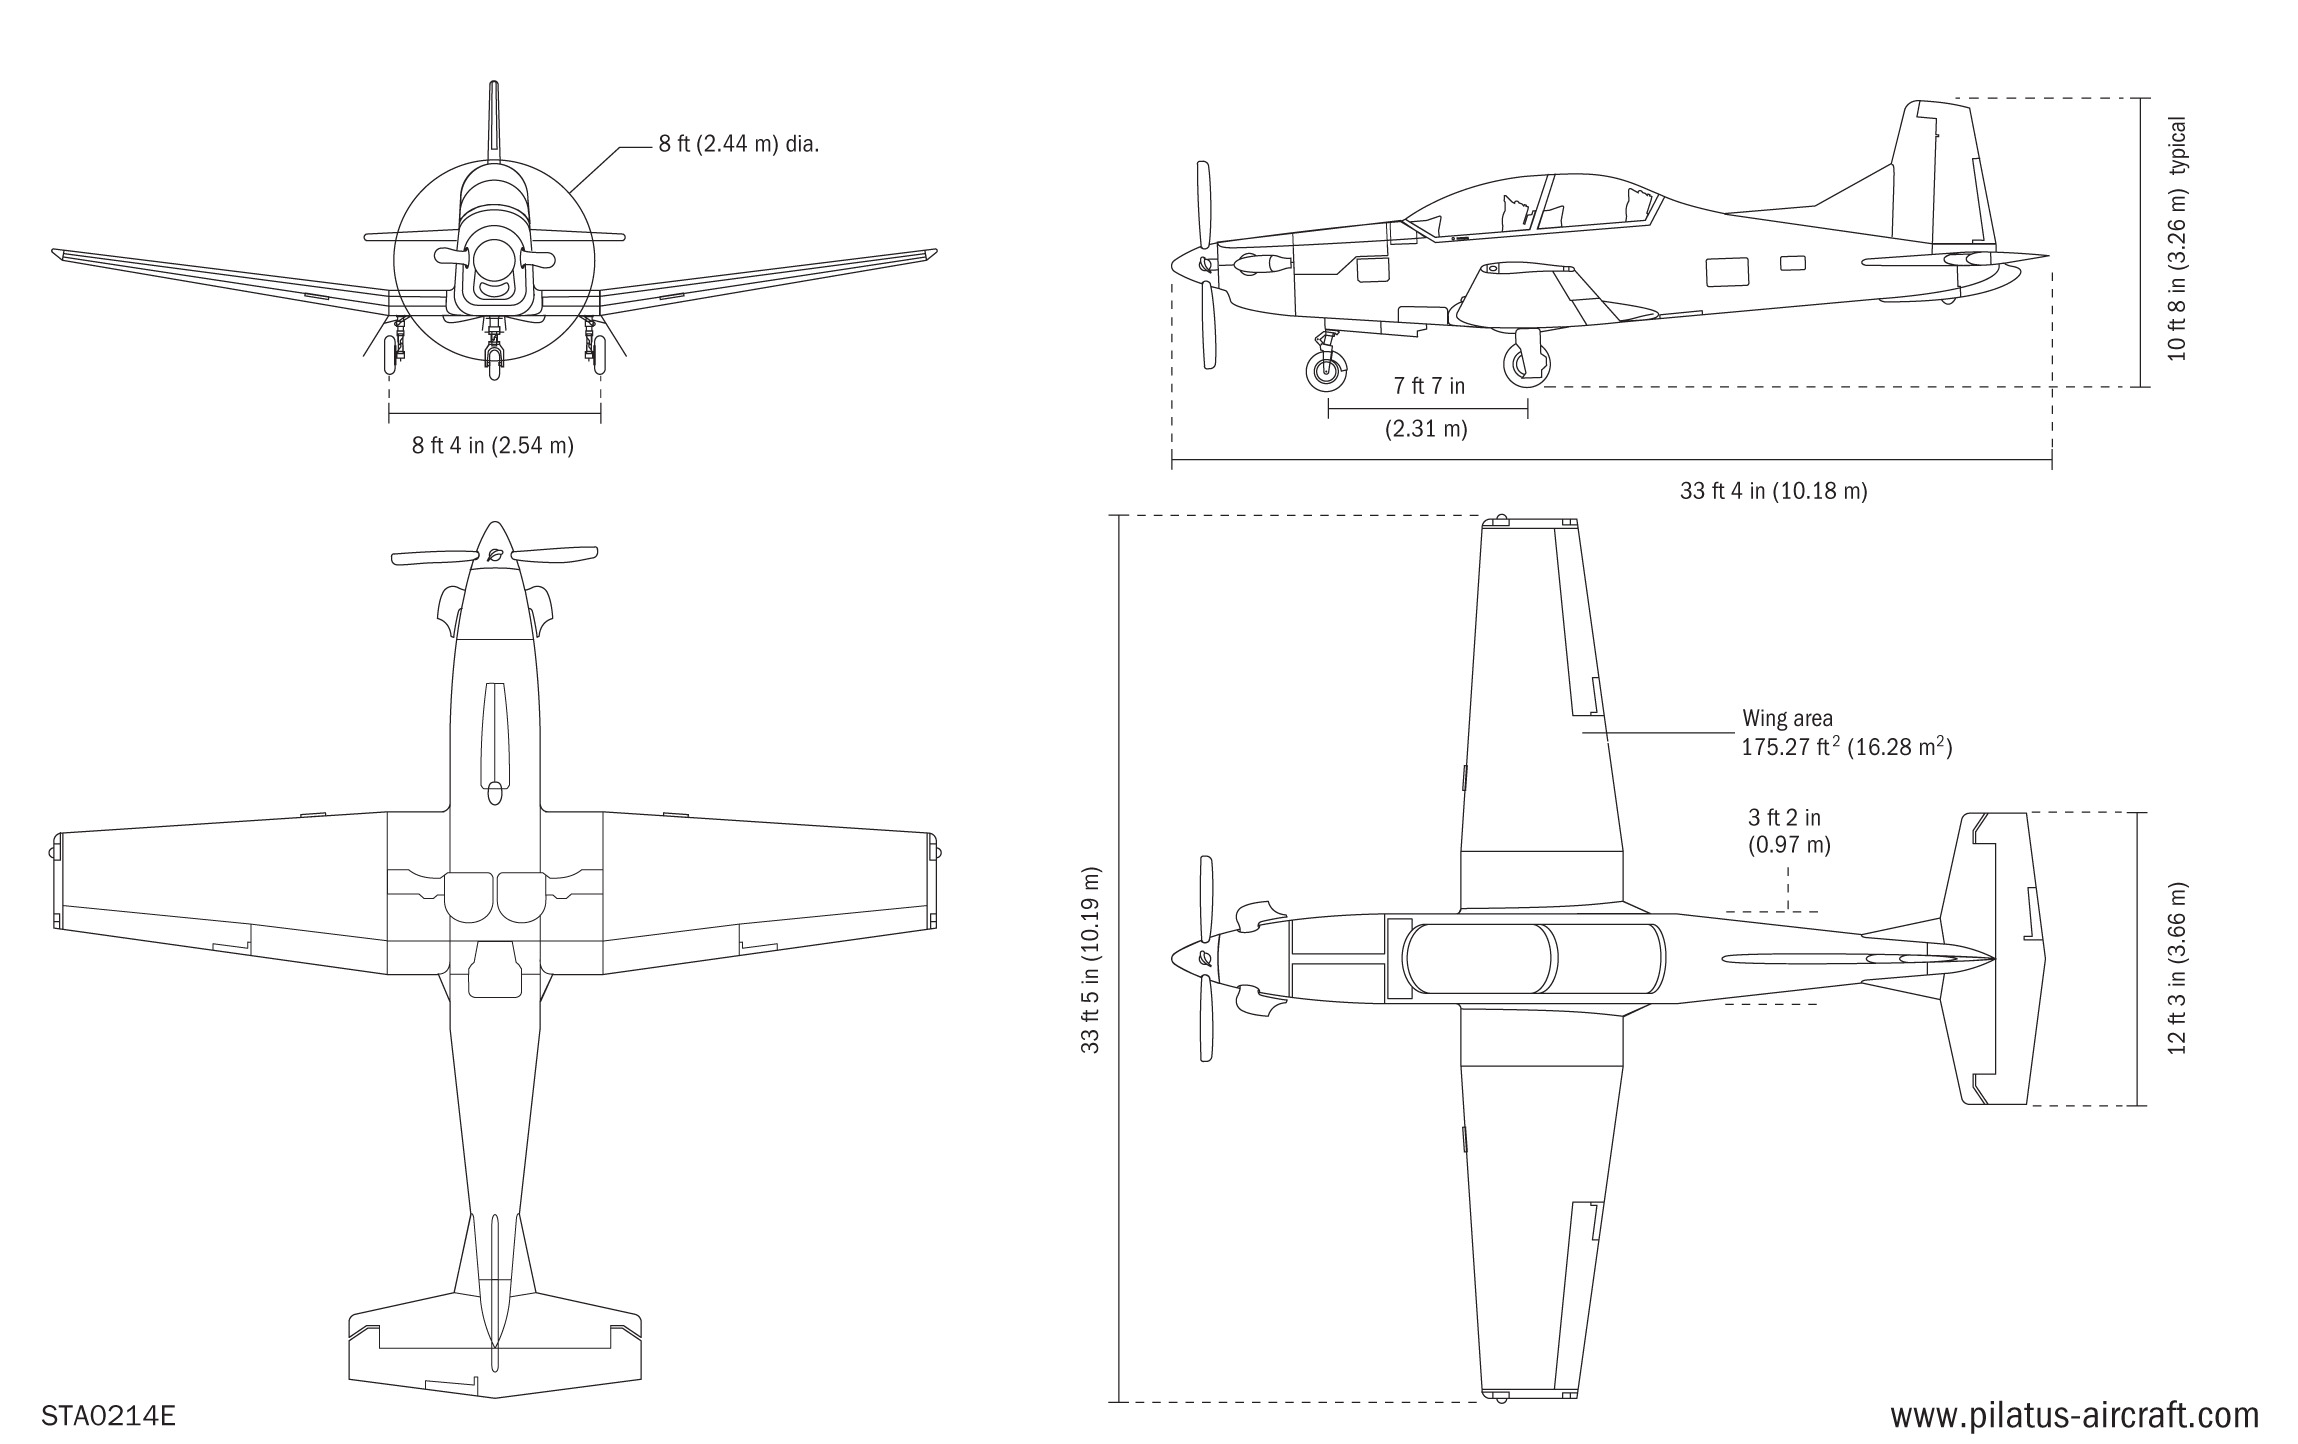 8 ft (2.44 m) dia.
10 ft 8 in (3.26 m) typical
7 ft 7 in
(2.31 m)
8 ft 4 in (2.54 m)
33 ft 4 in (10.18 m)
Wing area
175.27 ft² (16.28 m²)
3 ft 2 in
(0.97 m)
33 ft 5 in (10.19 m)
12 ft 3 in (3.66 m)
STA0214E
www.pilatus-aircraft.com